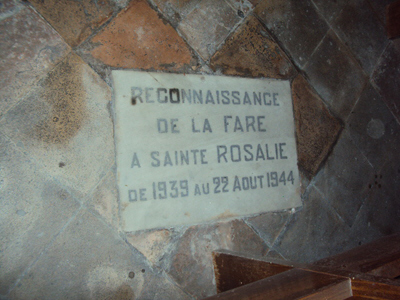 RECONNAISSANCE
DE LA FARE
A SAINTE ROSALIE
DE 1939 AU 22 AOUT 1944